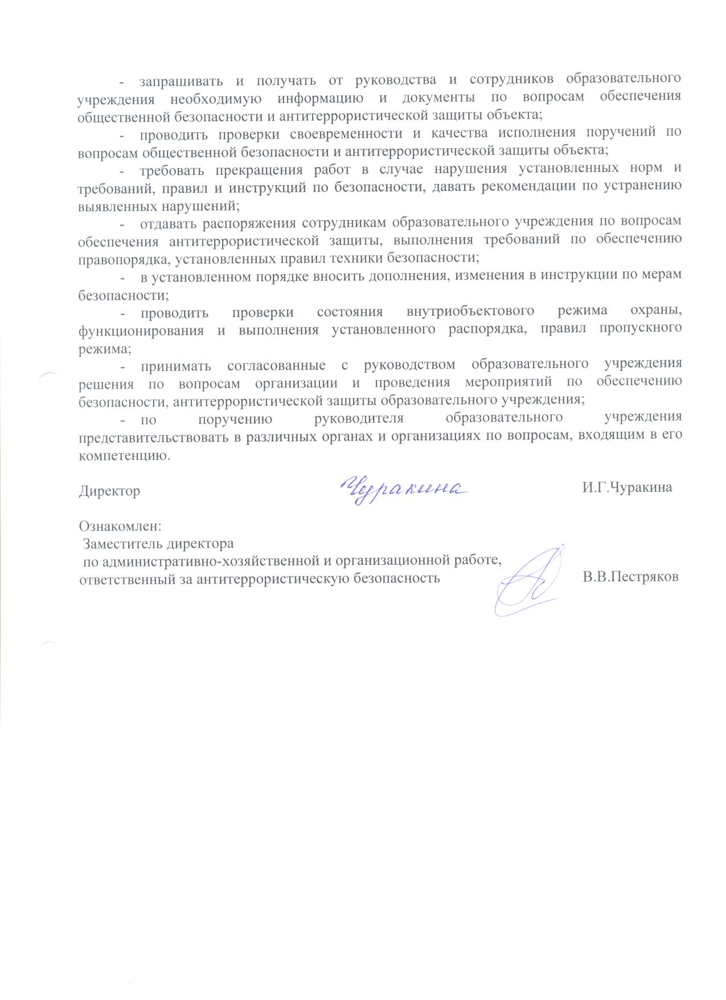 - запрашивать и получать от руководства и сотрудников образовательного
учреждения необходимую информацию и документы по вопросам обеспечения
общественной безопасности и антитеррористической защиты объекта;
- проводить проверки своевременности и качества исполнения поручений по
вопросам общественной безопасности и антитеррористической защиты объекта;
- требовать прекращения работ в случае нарушения установленных норм и
требований, правил и инструкций по безопасности, давать рекомендации по устранению
выявленных нарушений;
- отдавать распоряжения сотрудникам образовательного учреждения по вопросам
обеспечения антитеррористической защиты, выполнения требований по обеспечению
правопорядка, установленных правил техники безопасности;
- в установленном порядке вносить дополнения, изменения в инструкции по мерам
безопасности;
- проводить проверки состояния внутриобъектового режима охраны,
функционирования и выполнения установленного распорядка, правил пропускного
режима;
- принимать согласованные с руководством образовательного учреждения
решения по вопросам организации и проведения мероприятий по обеспечению
безопасности, антитеррористической защиты образовательного учреждения;
- по поручению руководителя образовательного учреждения
представительствовать в различных органах и организациях по вопросам, входящим в его
компетенцию.
Директор Чуракина И.Г.Чуракина
Ознакомлен:
Заместитель директора
по административно-хозяйственной и организационной работе,
ответственный за антитеррористическую безопасность В.В.Пестряков